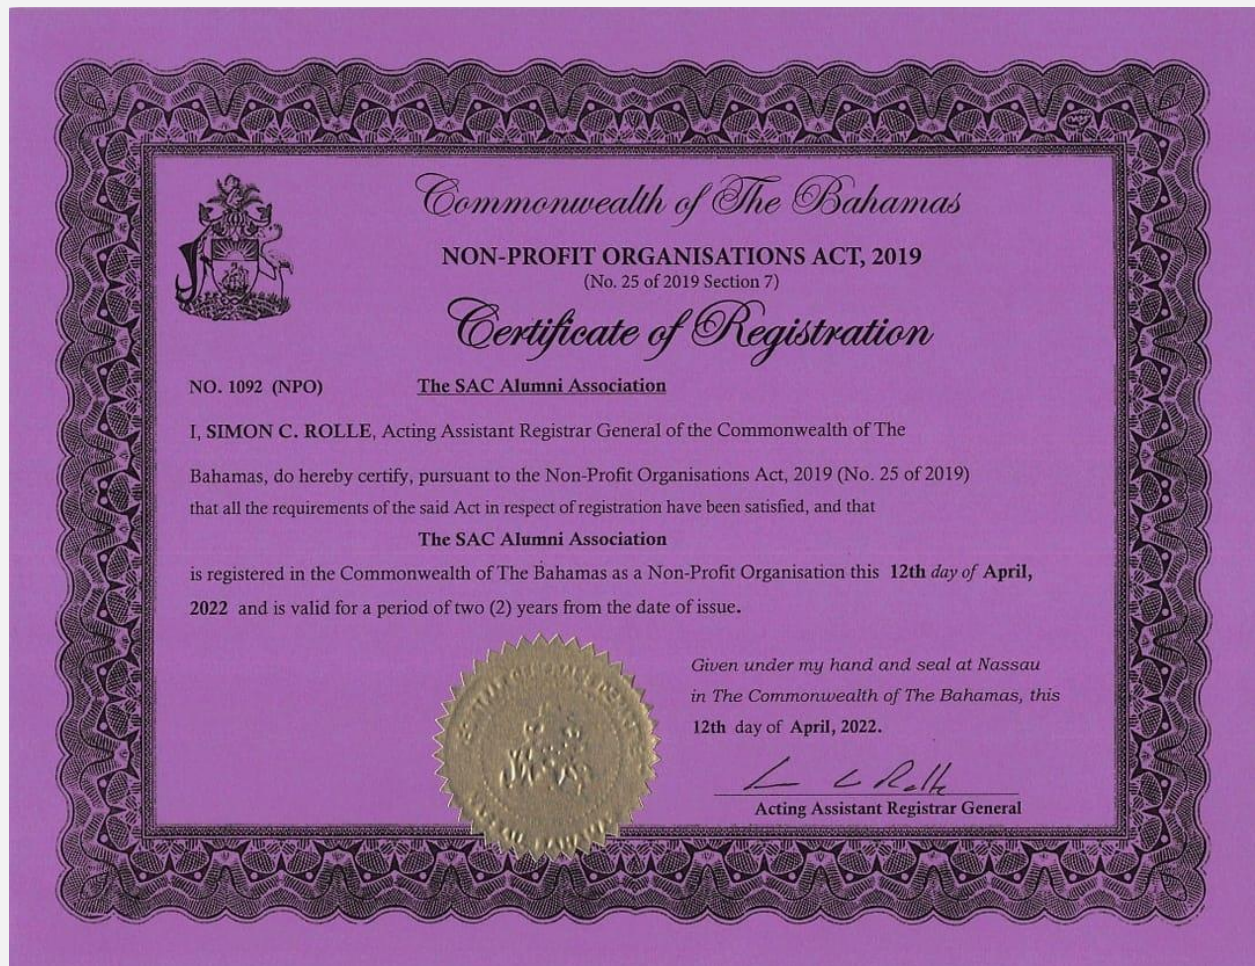 Commonwealth of The Bahamas
NON-PROFIT ORGANISATIONS ACT, 2019
(No. 25 of 2019 Section 7)
Certificate of Registration
NO. 1092 (NPO) The SAC Alumni Association
I, SIMON C. ROLLE, Acting Assistant Registrar General of the Commonwealth of The
Bahamas, do hereby certify, pursuant to the Non-Profit Organisations Act, 2019 (No. 25 of 2019)
that all the requirements of the said Act in respect of registration have been satisfied, and that
The SAC Alumni Association
is registered in the Commonwealth of The Bahamas as a Non-Profit Organisation this 12th day of April,
2022 and is valid for a period of two (2) years from the date of issue.
Given under my hand and seal at Nassau
in The Commonwealth of The Bahamas, this
12th day of April, 2022.
Acting Assistant Registrar General